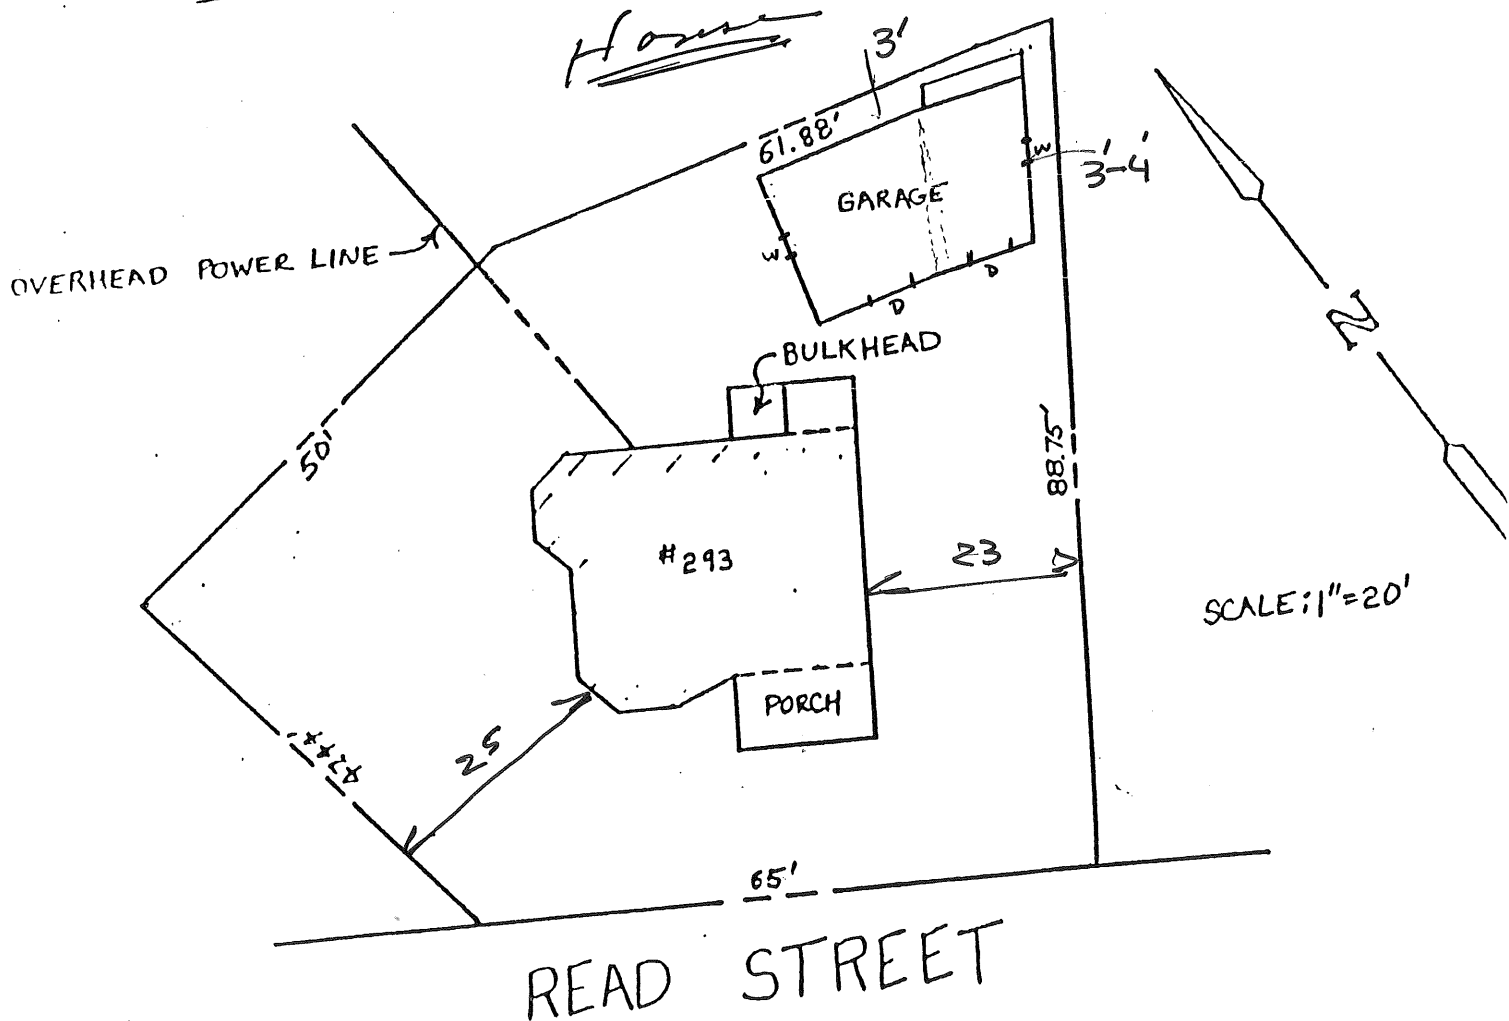 House
3'
61.88'
W
3'-4'
GARAGE
W
OVERHEAD POWER LINE
D
D
N
BULKHEAD
50'
88.75'
#293
23
SCALE: 1"=20'
PORCH
25
65'
READ STREET